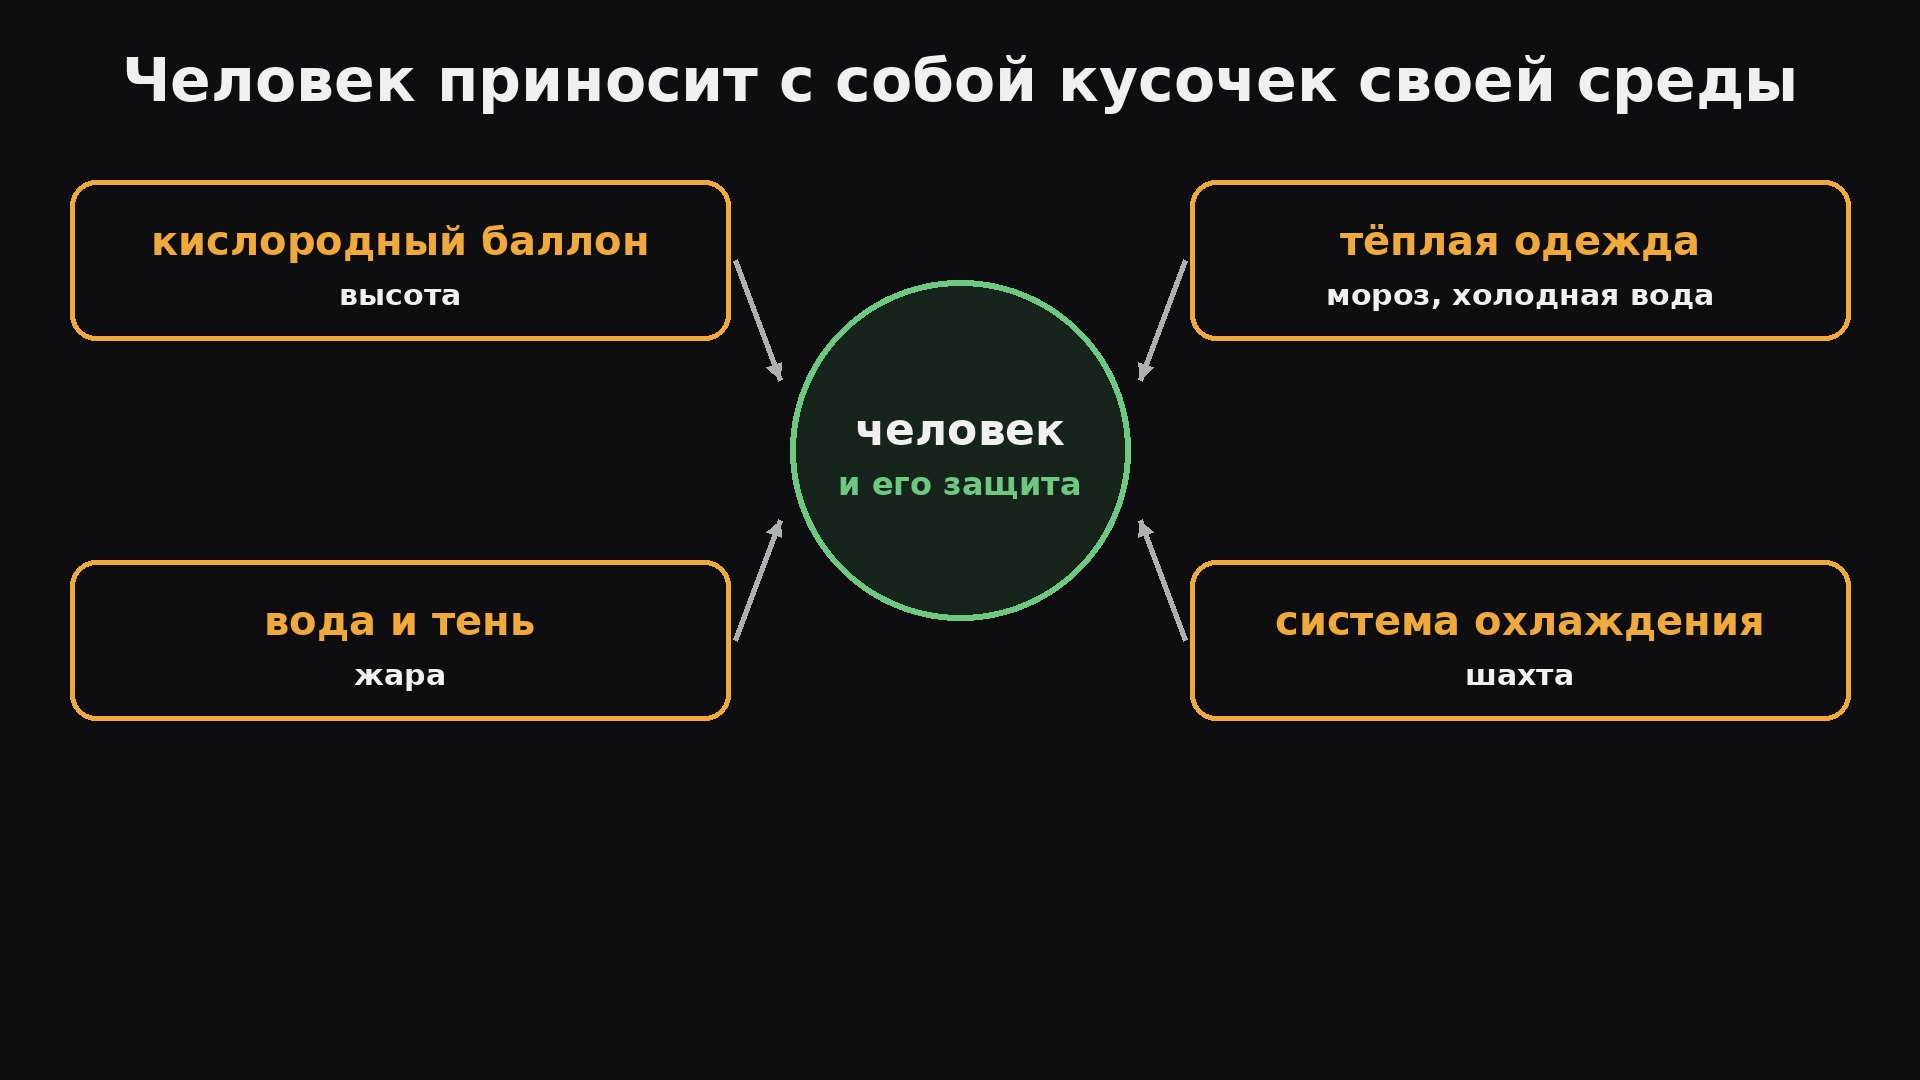 Человек приносит с собой кусочек своей среды
кислородный баллон
высота
тёплая одежда
мороз, холодная вода
человек
и его защита
вода и тень
жара
система охлаждения
шахта